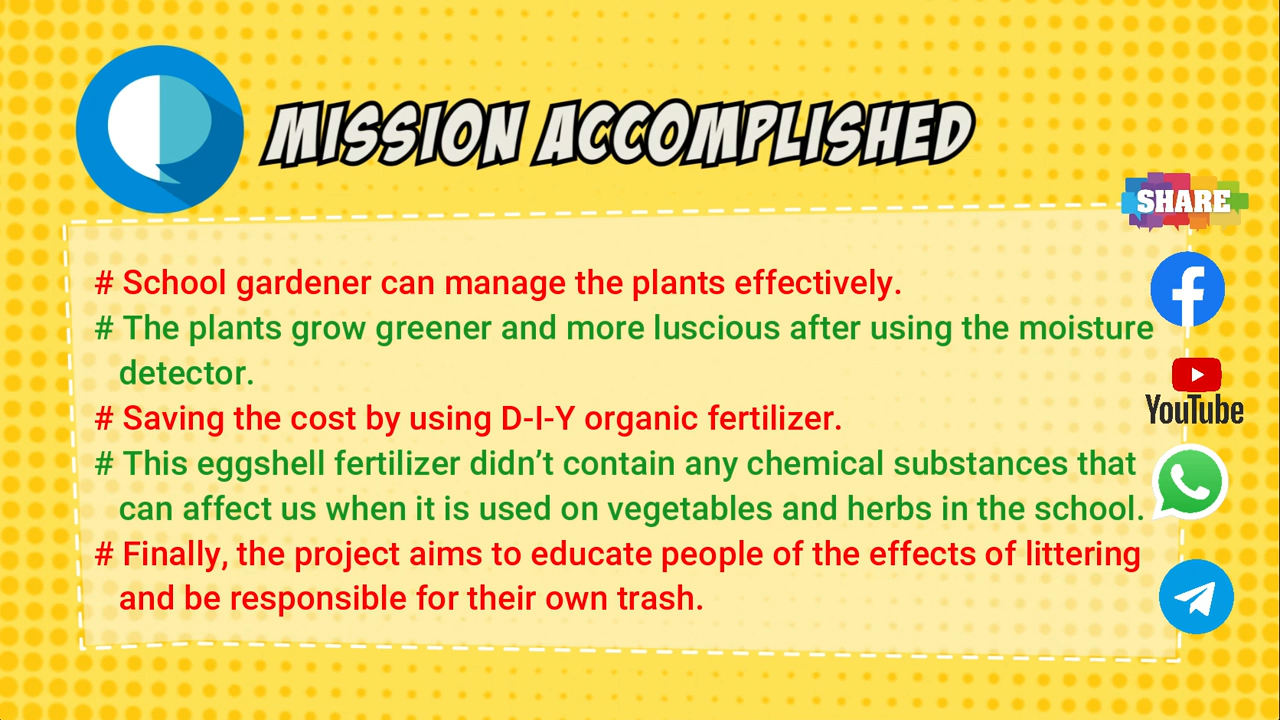 MISSION ACCOMPLISHED
SHARE
# School gardener can manage the plants effectively.
# The plants grow greener and more luscious after using the moisture
detector.
# Saving the cost by using D-I-Y organic fertilizer.
YouTube
# This eggshell fertilizer didn’t contain any chemical substances that
can affect us when it is used on vegetables and herbs in the school.
# Finally, the project aims to educate people of the effects of littering
and be responsible for their own trash.